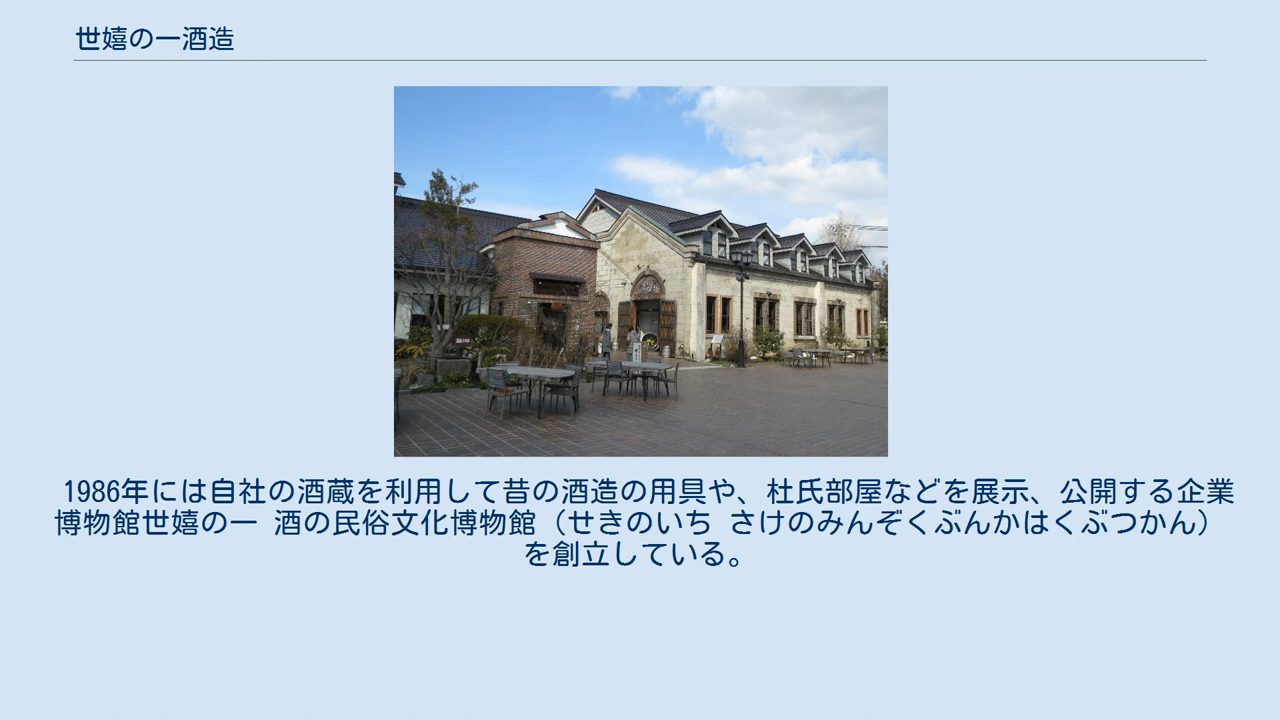 世嬉の一酒造
1986年には自社の酒蔵を利用して昔の酒造の用具や、杜氏部屋などを展示、公開する企業
博物館世嬉の一 酒の民俗文化博物館（せきのいち さけのみんぞくぶんかはくぶつかん）
を創立している。